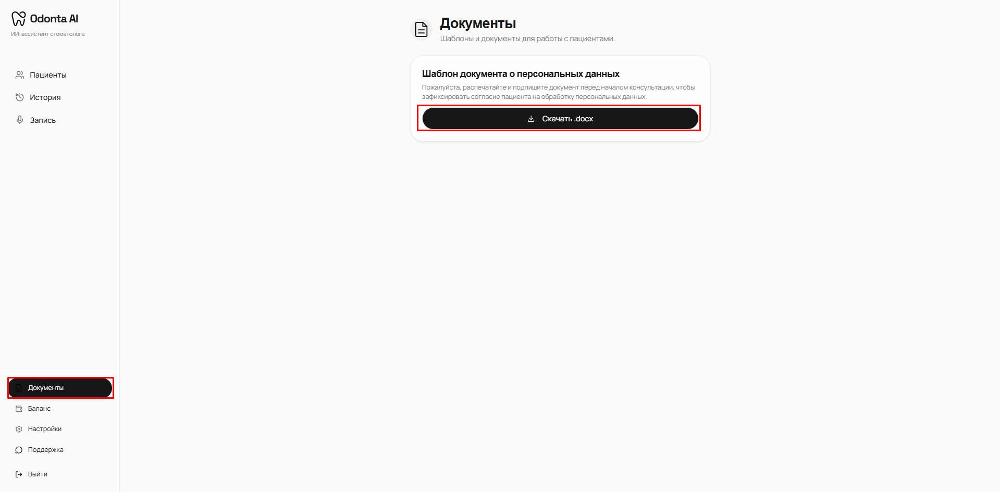 Odonta AI
ИИ-ассистент стоматолога
Пациенты
История
Запись
Документы
Баланс
Настройки
Поддержка
Выйти
Документы
Шаблоны и документы для работы с пациентами.
Шаблон документа о персональных данных
Пожалуйста, распечатайте и подпишите документ перед началом консультации, чтобы
зафиксировать согласие пациента на обработку персональных данных.
Скачать .docx